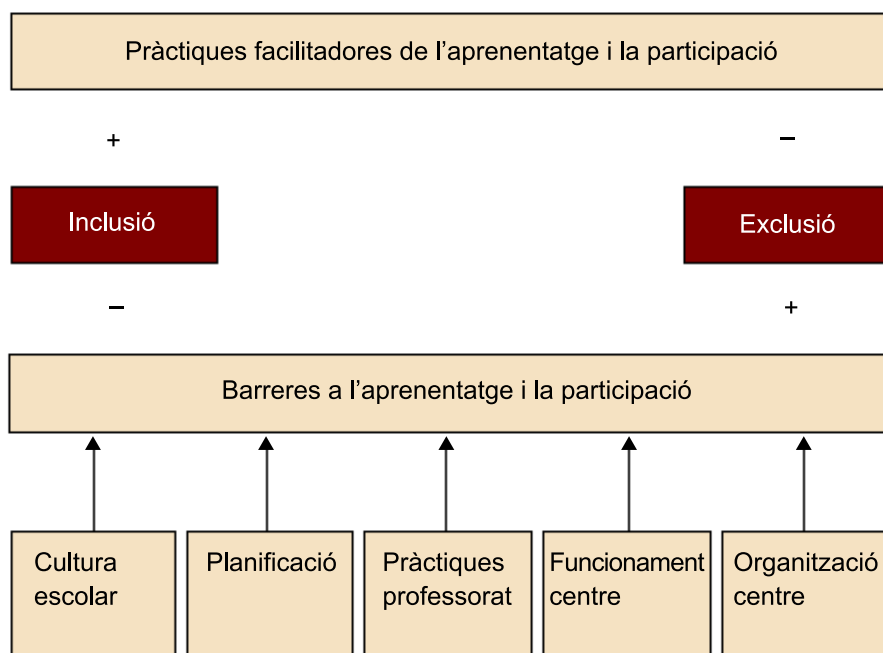 Pràctiques facilitadores de l’aprenentatge i la participació
+ −
Inclusió Exclusió
− +
Barreres a l’aprenentatge i la participació
Cultura escolar
Planificació
Pràctiques professorat
Funcionament centre
Organització centre